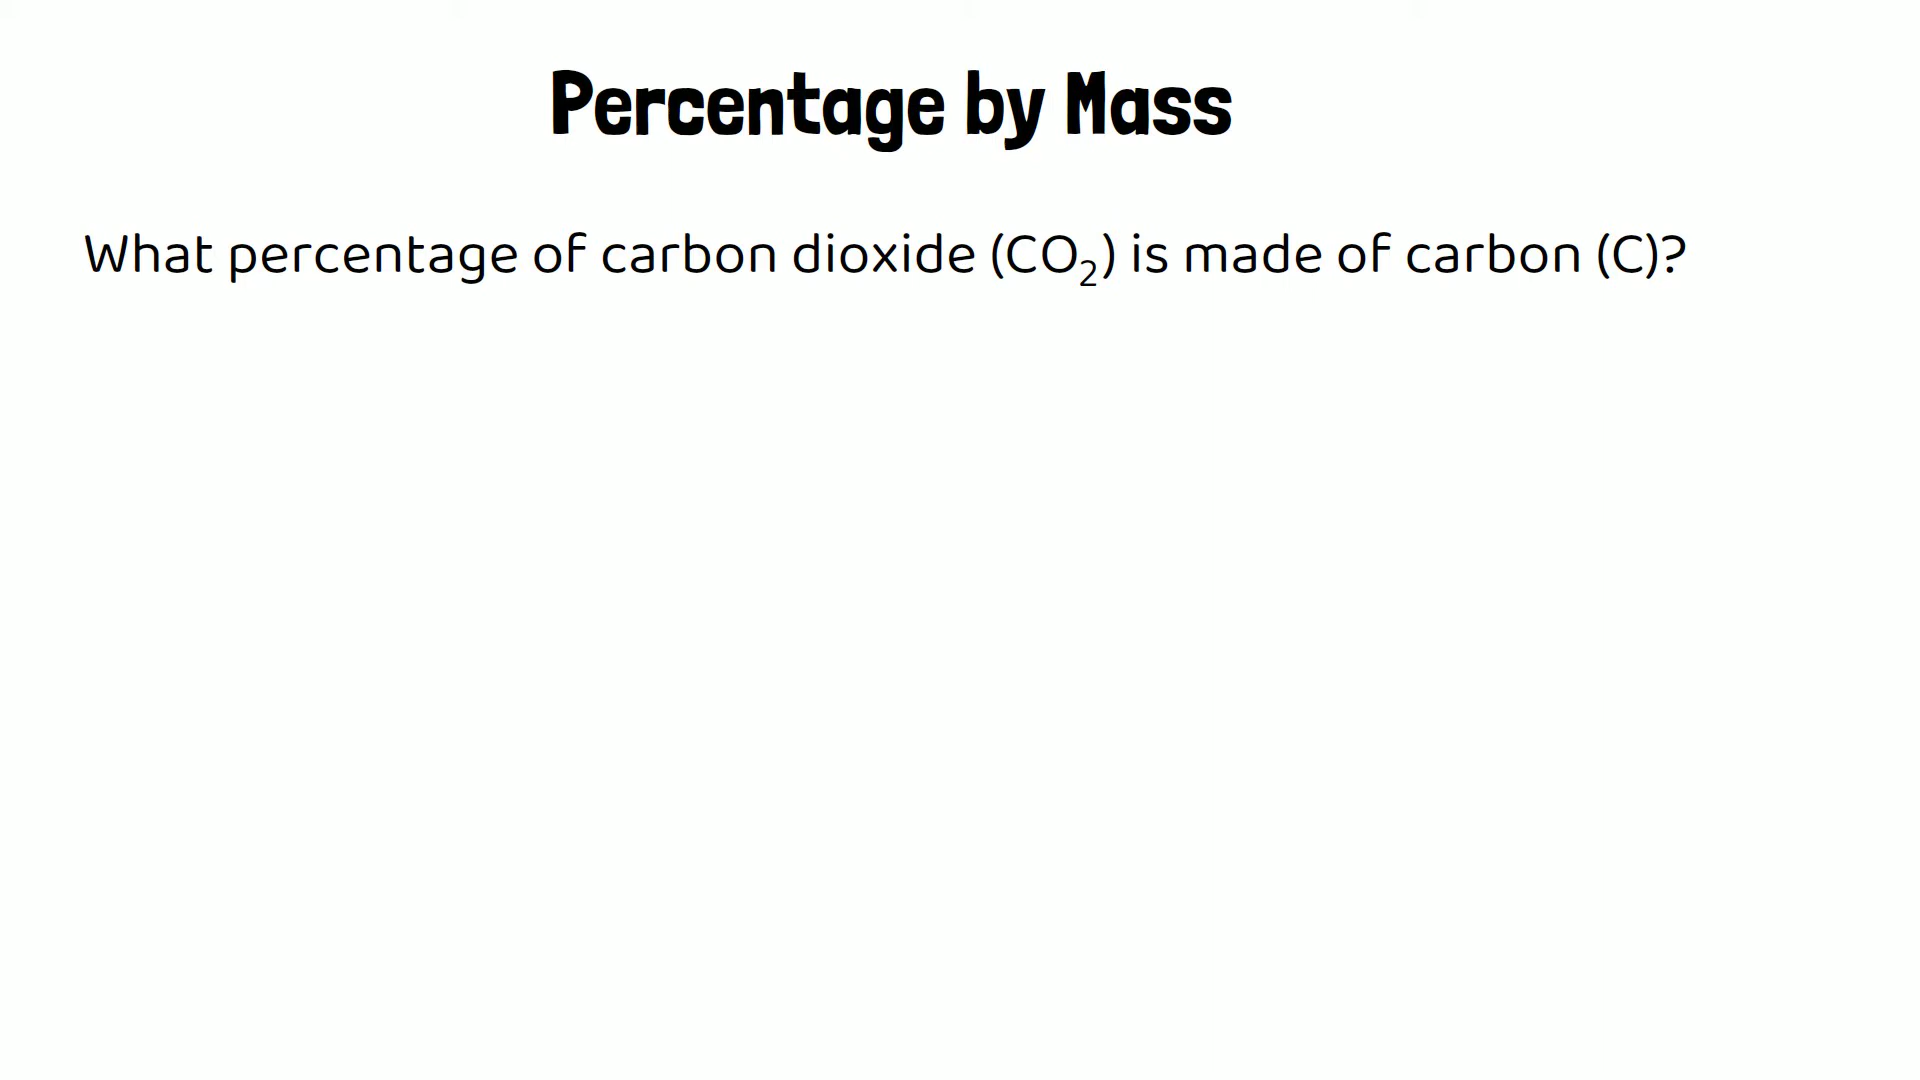 Percentage by Mass
What percentage of carbon dioxide (CO₂) is made of carbon (C)?